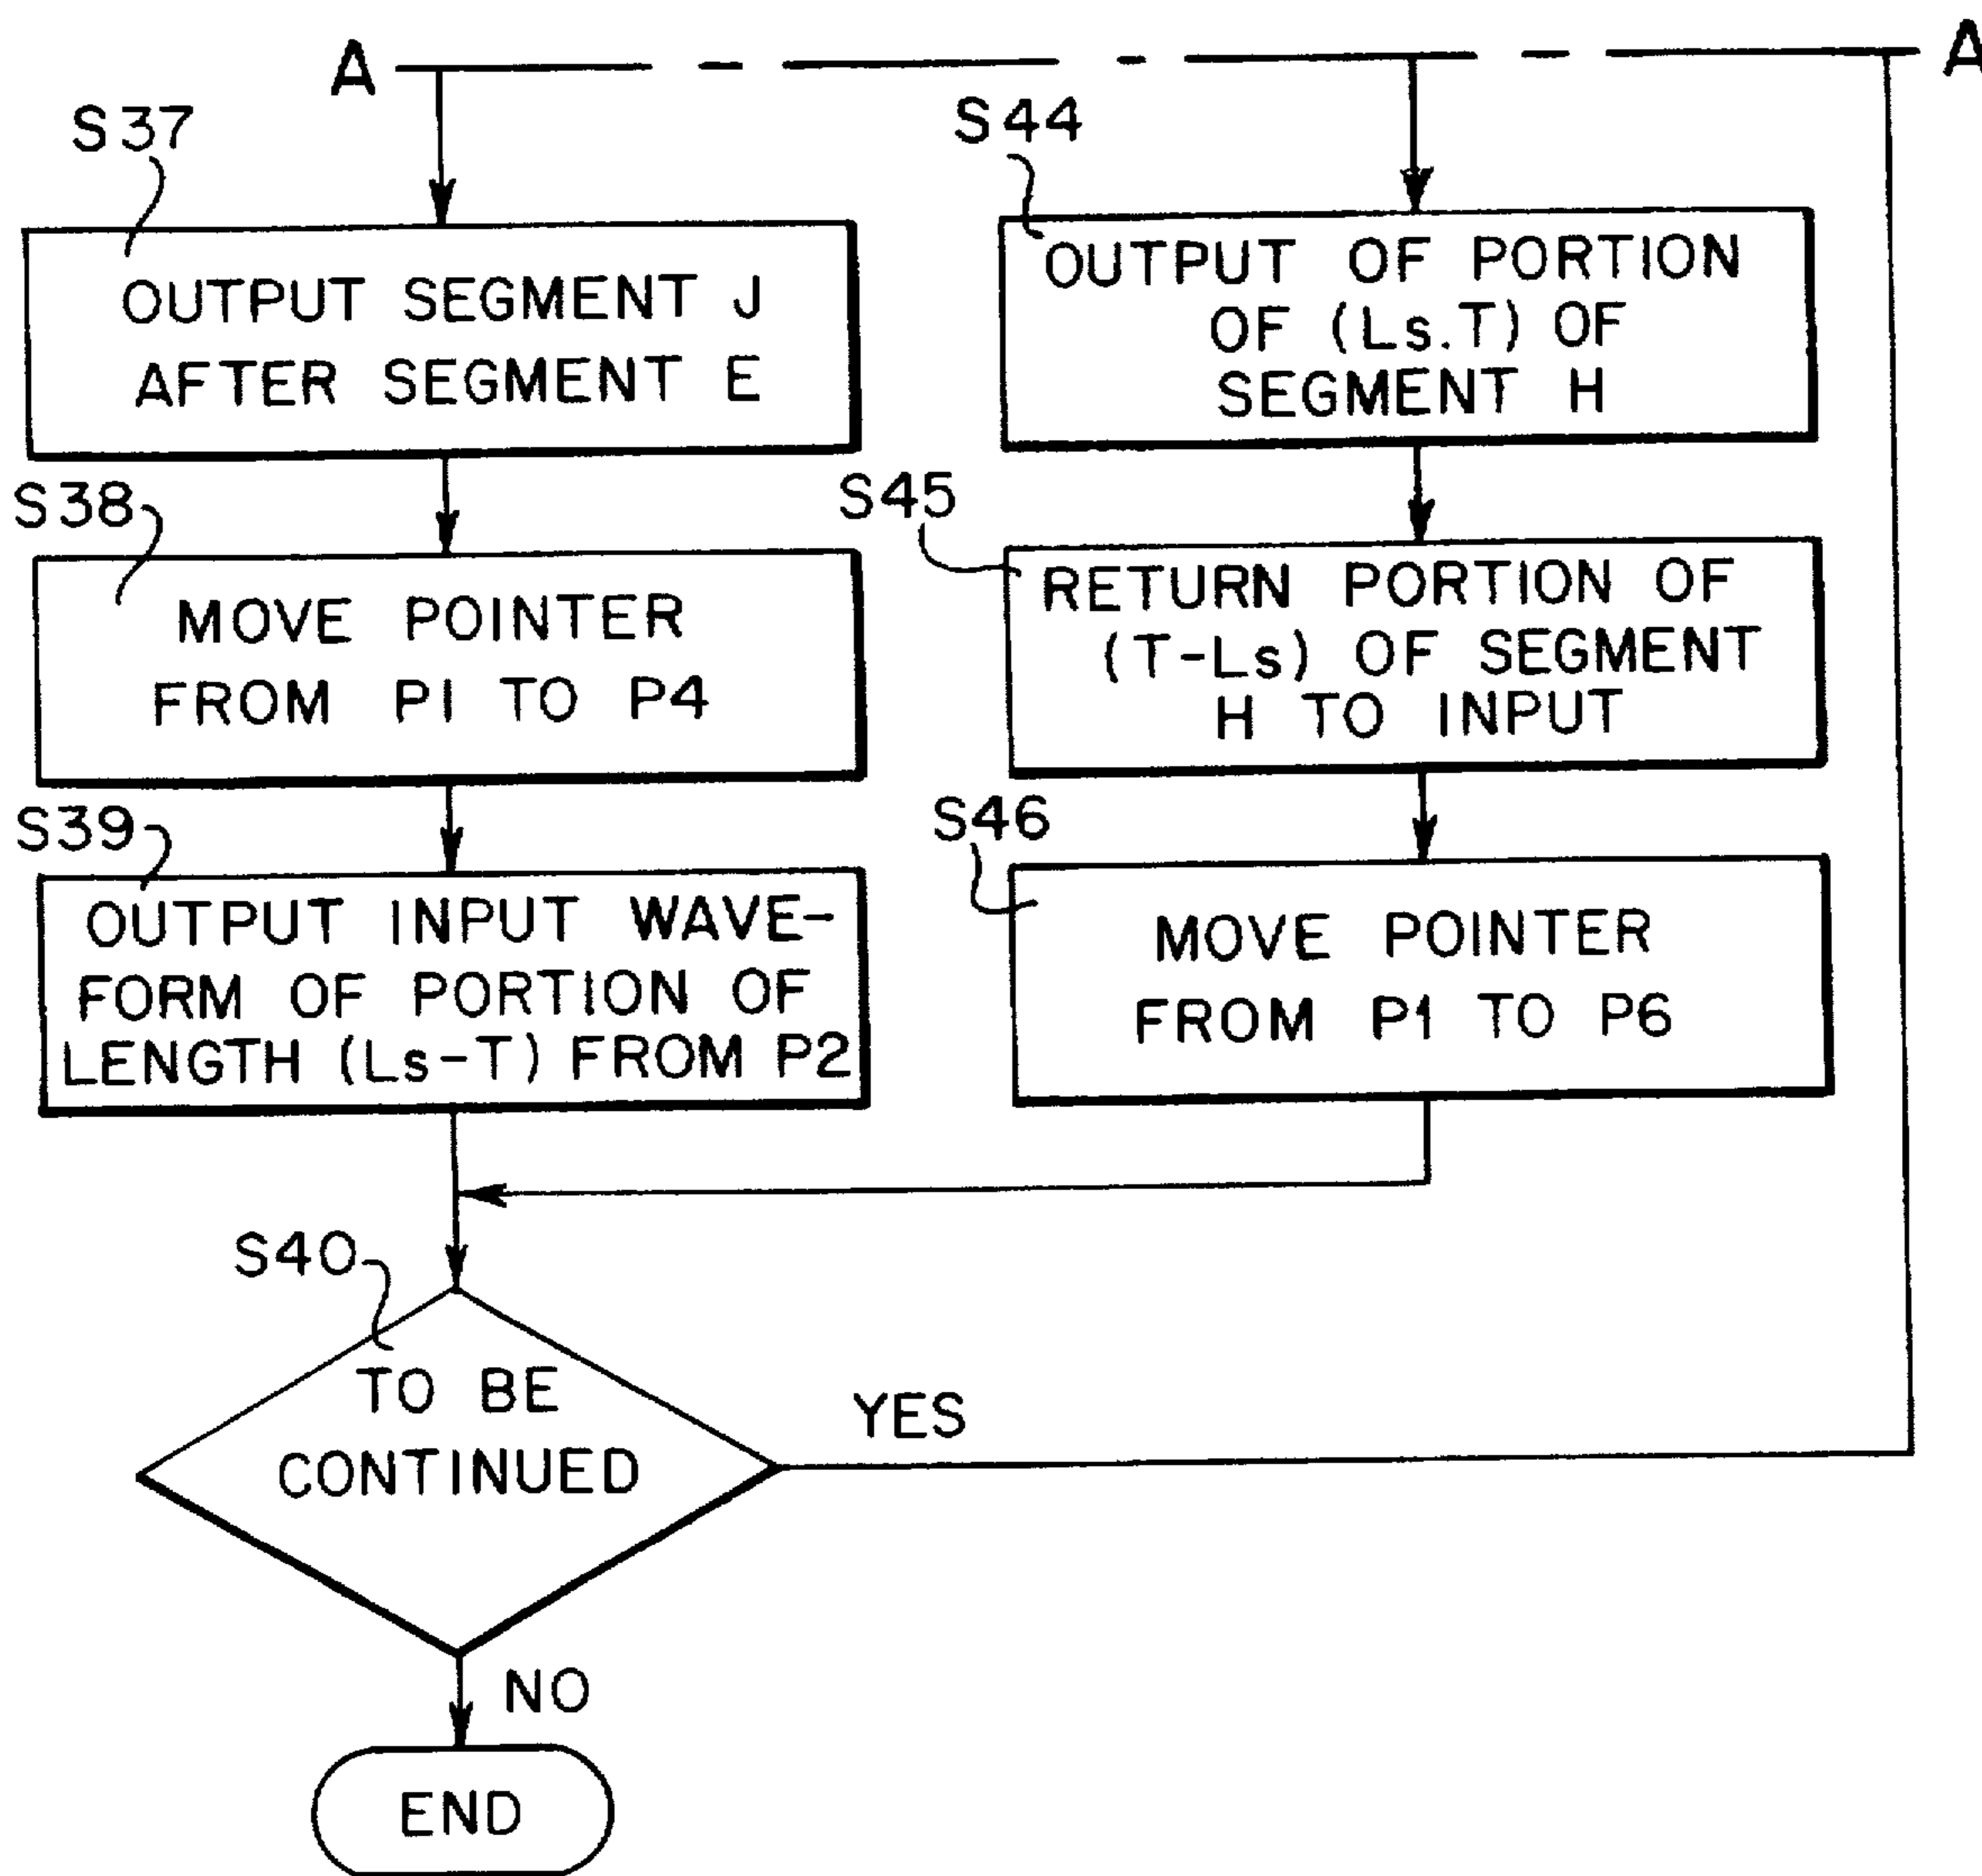 A
A
S37
OUTPUT SEGMENT J
AFTER SEGMENT E
S38
MOVE POINTER
FROM P1 TO P4
S39
OUTPUT INPUT WAVE-
FORM OF PORTION OF
LENGTH (Ls-T) FROM P2
S44
OUTPUT OF PORTION
OF (Ls.T) OF
SEGMENT H
S45
RETURN PORTION OF
(T-Ls) OF SEGMENT
H TO INPUT
S46
MOVE POINTER
FROM P1 TO P6
S40
TO BE
CONTINUED
YES
NO
END